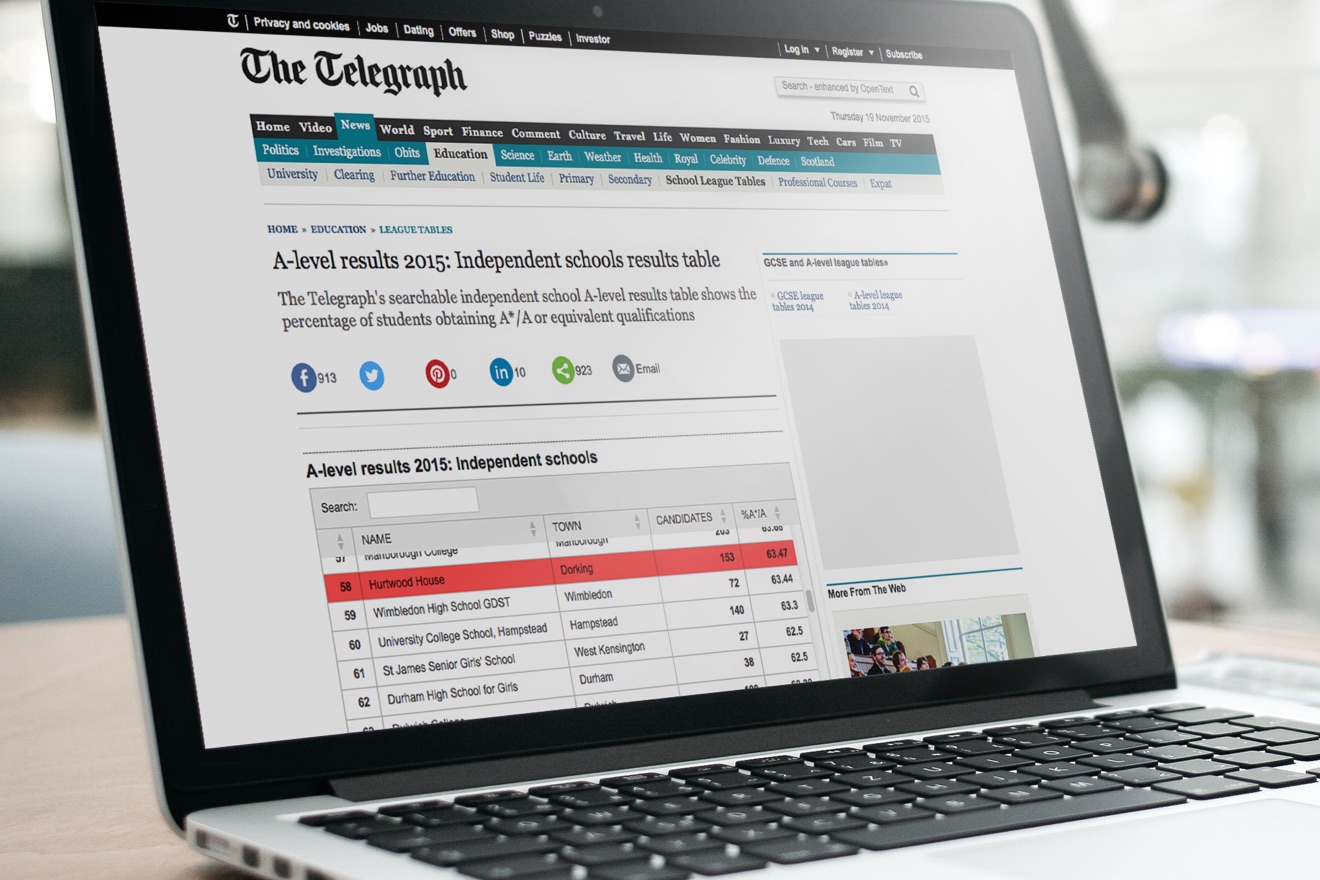 Privacy and cookies | Jobs | Dating | Offers | Shop | Puzzles | Investor
Log in | Register | Subscribe
The Telegraph
Search - enhanced by OpenText
Thursday 19 November 2015
Home Video News World Sport Finance Comment Culture Travel Life Women Fashion Luxury Tech Cars Film TV
Politics Investigations Obits Education Science Earth Weather Health Royal Celebrity Defence Scotland
University Clearing Further Education Student Life Primary Secondary School League Tables Professional Courses Expat
HOME » EDUCATION » LEAGUE TABLES
A-level results 2015: Independent schools results table
The Telegraph's searchable independent school A-level results table shows the
percentage of students obtaining A*/A or equivalent qualifications
913 0 in 10 923 Email
GCSE and A-level league tables»
GCSE league
tables 2014
A-level league
tables 2014
A-level results 2015: Independent schools
Search:
NAME TOWN CANDIDATES %A*/A
57 Marlborough College Marlborough 203
58 Hurtwood House Dorking 153 63.47
59 Wimbledon High School GDST Wimbledon 72 63.44
60 University College School, Hampstead Hampstead 140 63.3
61 St James Senior Girls' School West Kensington 27 62.5
62 Durham High School for Girls Durham 38 62.5
More From The Web